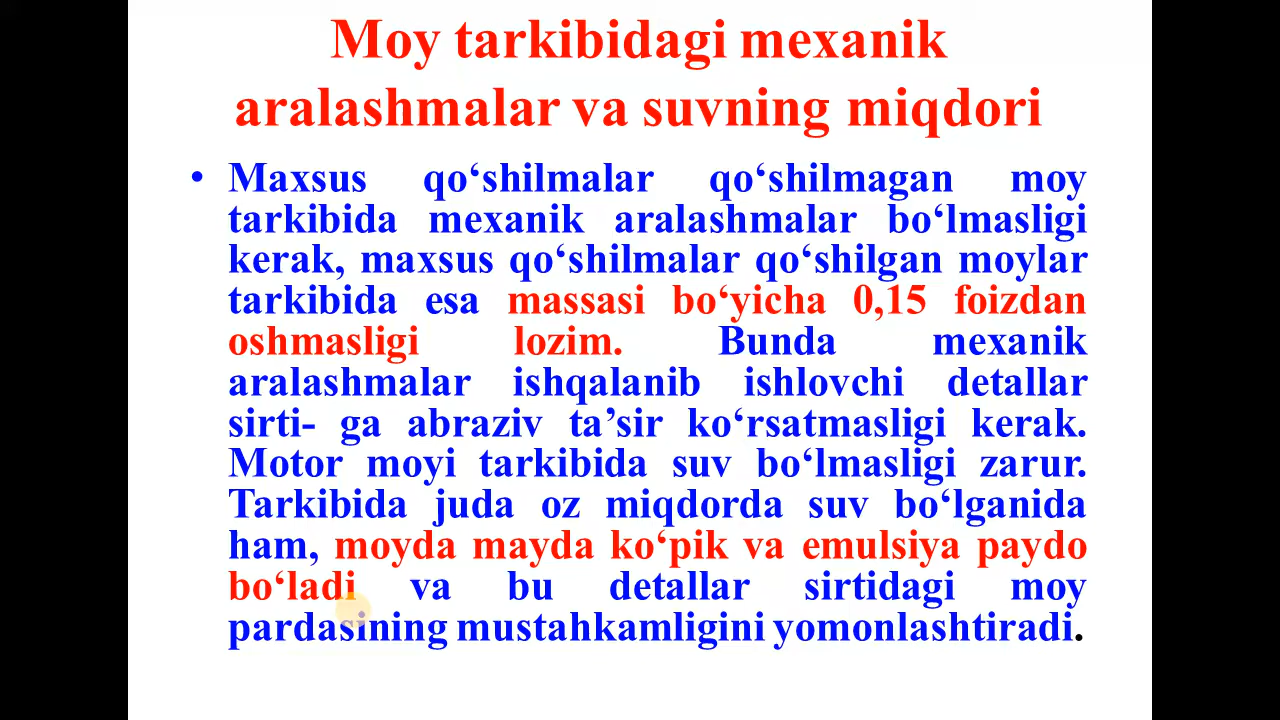 Moy tarkibidagi mexanik
aralashmalar va suvning miqdori
• Maxsus qo‘shilmalar qo‘shilmagan moy
tarkibida mexanik aralashmalar bo‘lmasligi
kerak, maxsus qo‘shilmalar qo‘shilgan moylar
tarkibida esa massasi bo‘yicha 0,15 foizdan
oshmasligi lozim. Bunda mexanik
aralashmalar ishqalanib ishlovchi detallar
sirti- ga abraziv ta’sir ko‘rsatmasligi kerak.
Motor moyi tarkibida suv bo‘lmasligi zarur.
Tarkibida juda oz miqdorda suv bo‘lganida
ham, moyda mayda ko‘pik va emulsiya paydo
bo‘ladi va bu detallar sirtidagi moy
pardasining mustahkamligini yomonlashtiradi.